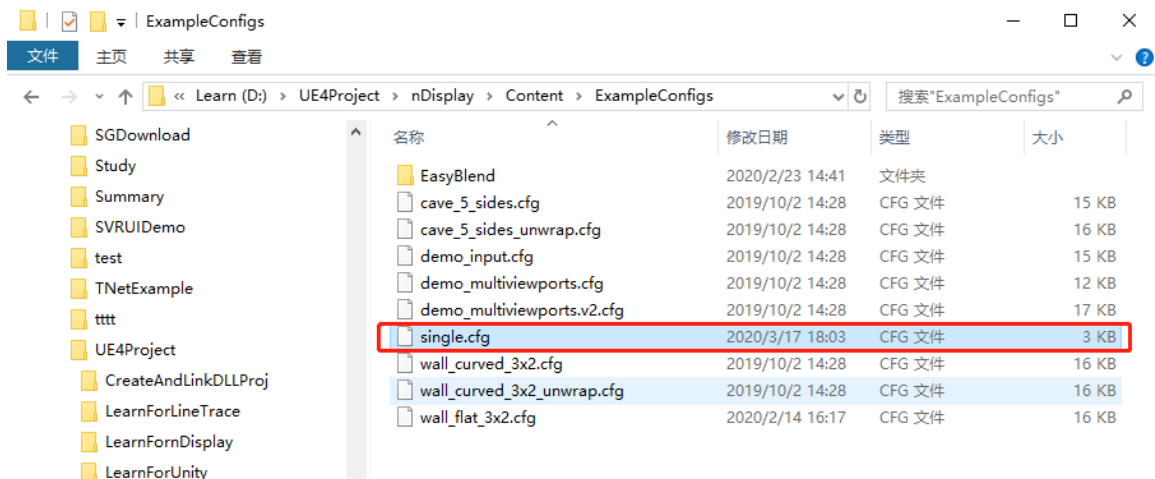 ExampleConfigs
文件 主页 共享 查看
« Learn (D:) › UE4Project › nDisplay › Content › ExampleConfigs 搜索"ExampleConfigs"
SGDownload
Study
Summary
SVRUIDemo
test
TNetExample
tttt
UE4Project
CreateAndLinkDLLProj
LearnForLineTrace
LearnFornDisplay
LearnForUnity
名称 修改日期 类型 大小
EasyBlend 2020/2/23 14:41 文件夹
cave_5_sides.cfg 2019/10/2 14:28 CFG 文件 15 KB
cave_5_sides_unwrap.cfg 2019/10/2 14:28 CFG 文件 16 KB
demo_input.cfg 2019/10/2 14:28 CFG 文件 15 KB
demo_multiviewports.cfg 2019/10/2 14:28 CFG 文件 12 KB
demo_multiviewports.v2.cfg 2019/10/2 14:28 CFG 文件 17 KB
single.cfg 2020/3/17 18:03 CFG 文件 3 KB
wall_curved_3x2.cfg 2019/10/2 14:28 CFG 文件 16 KB
wall_curved_3x2_unwrap.cfg 2019/10/2 14:28 CFG 文件 16 KB
wall_flat_3x2.cfg 2020/2/14 16:17 CFG 文件 16 KB